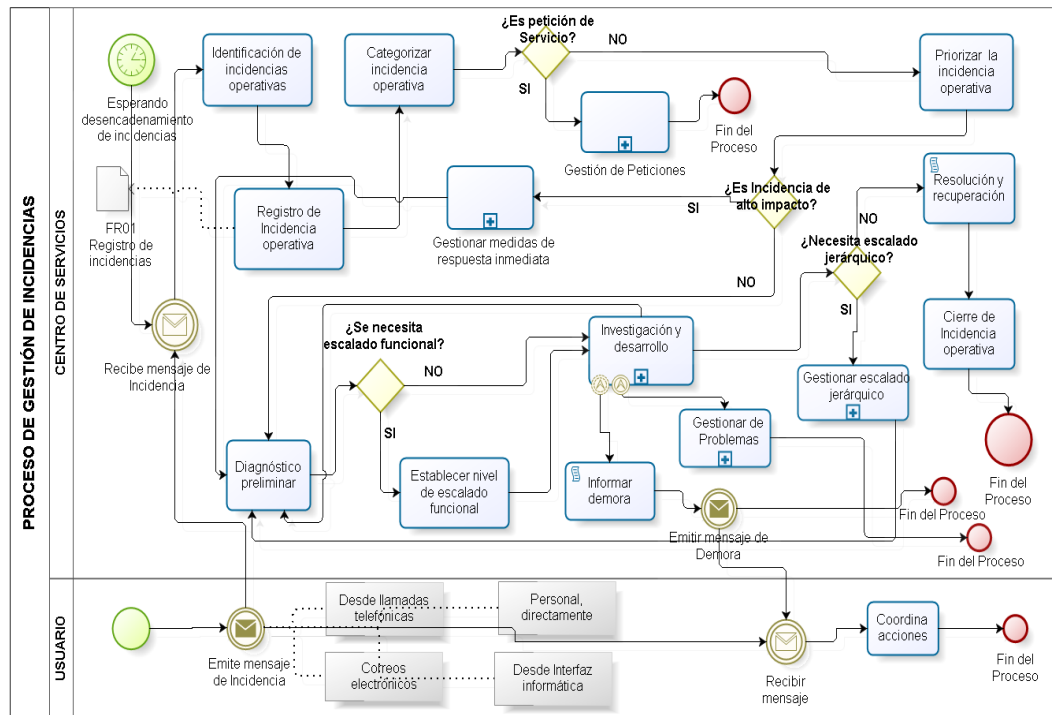 PROCESO DE GESTIÓN DE INCIDENCIAS
CENTRO DE SERVICIOS
Esperando
desencadenamiento
de incidencias
Identificación de
incidencias
operativas
Categorizar
incidencia
operativa
¿Es petición de
Servicio?
NO
SI
Gestión de Peticiones
Fin del
Proceso
Priorizar la
incidencia
operativa
FR01
Registro de
incidencias
Registro de
Incidencia
operativa
Gestionar medidas de
respuesta inmediata
SI
¿Es Incidencia de
alto impacto?
NO
¿Necesita escalado
jerárquico?
NO
SI
Resolución y
recuperación
Recibe mensaje de
Incidencia
¿Se necesita
escalado funcional?
NO
SI
Investigación y
desarrollo
Gestionar escalado
jerárquico
Cierre de
Incidencia
operativa
Fin del
Proceso
Diagnóstico
preliminar
Establecer nivel
de escalado
funcional
Gestionar de
Problemas
Informar
demora
Emitir mensaje de
Demora
Fin del Proceso
Fin del Proceso
USUARIO
Emite mensaje
de Incidencia
Desde llamadas
telefónicas
Personal,
directamente
Correos
electrónicos
Desde Interfaz
informática
Recibir
mensaje
Coordina
acciones
Fin del
Proceso